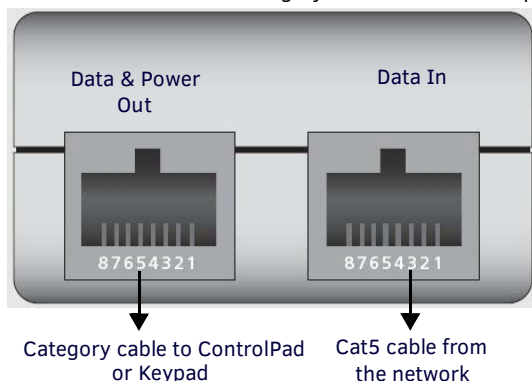 Data & Power
Out
Data In
87654321
87654321
Category cable to ControlPad
or Keypad
Cat5 cable from
the network